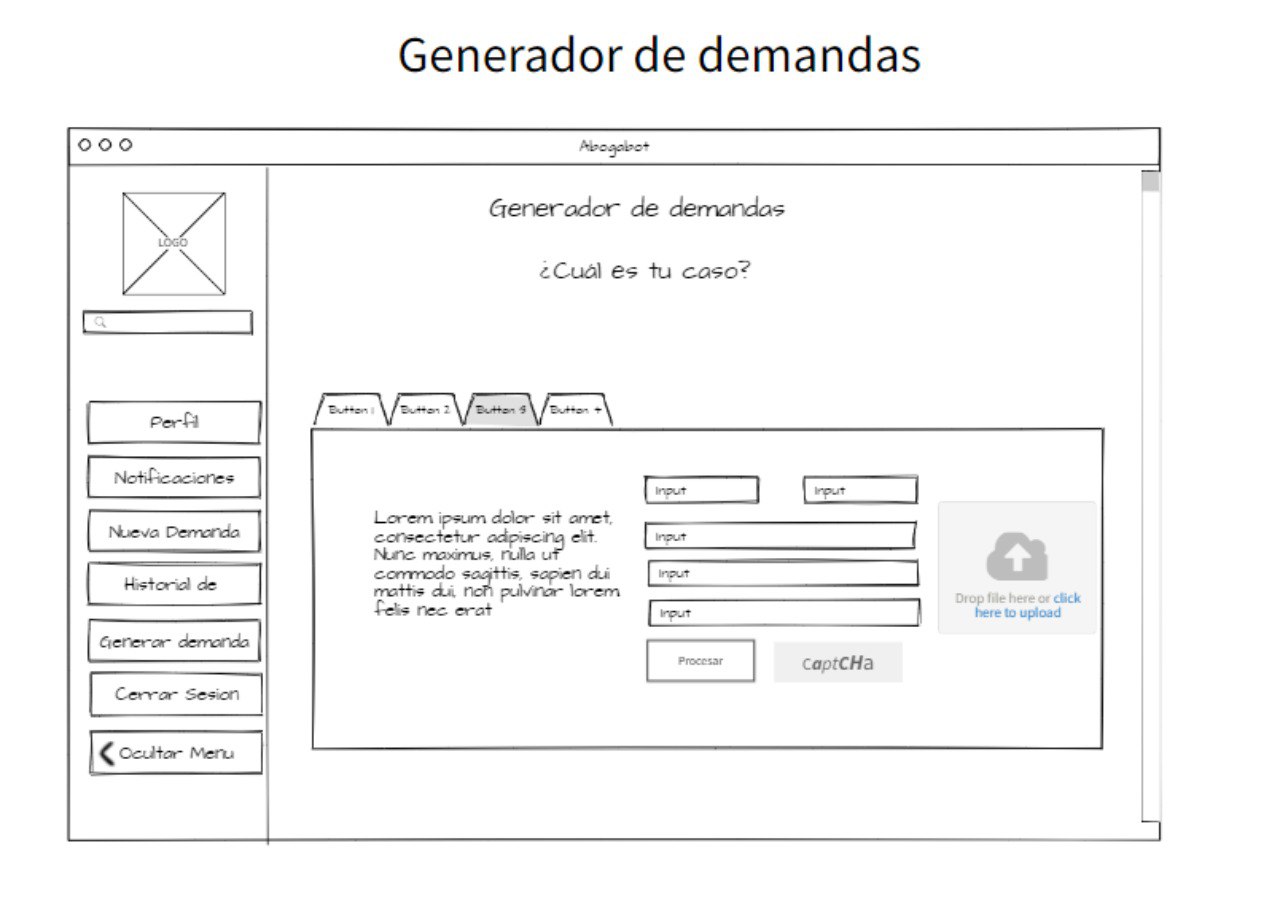 Generador de demandas
Abogabot
LOGO
Generador de demandas
¿Cuál es tu caso?
Perfil
Notificaciones
Nueva Demanda
Historial de
Generar demanda
Cerrar Sesion
Ocultar Menu
Button 1
Button 2
Button 3
Button 4
Lorem ipsum dolor sit amet,
consectetur adipiscing elit.
Nunc maximus, nulla ut
commodo sagittis, sapien dui
mattis dui, non pulvinar lorem
felis nec erat
Input
Input
Input
Input
Input
Procesar
CaptCHa
Drop file here or click
here to upload